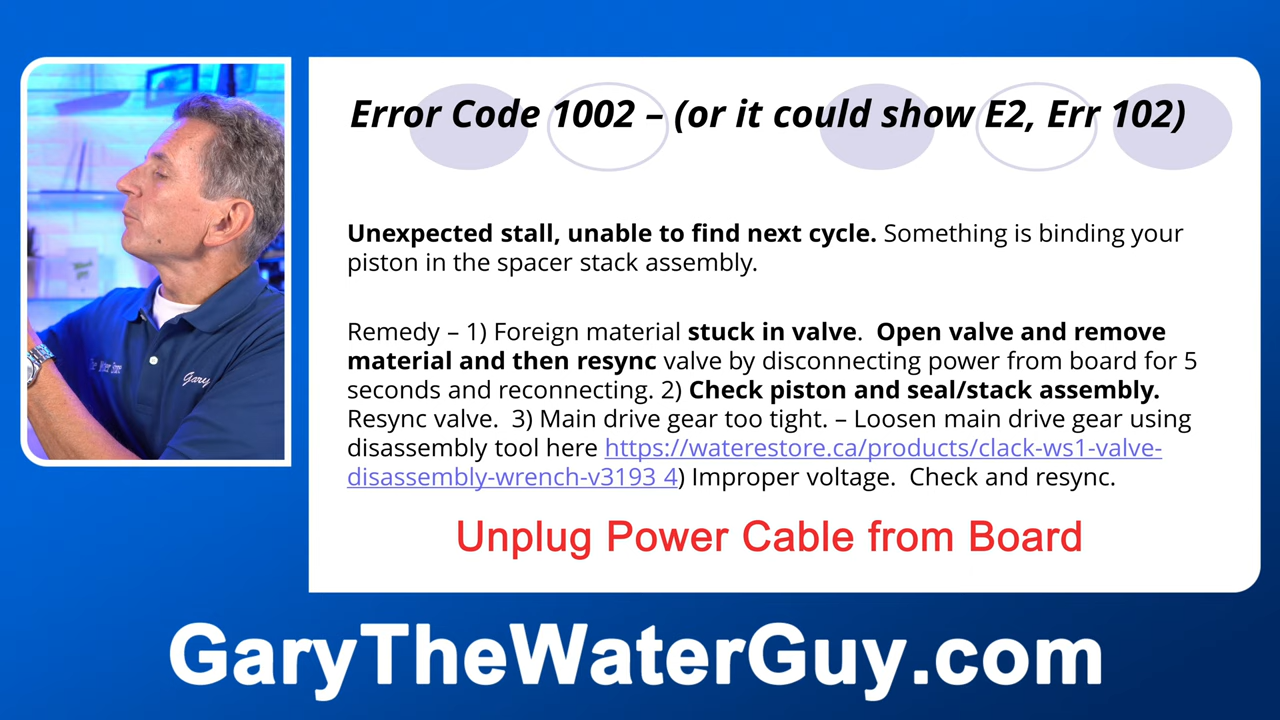 Error Code 1002 – (or it could show E2, Err 102)
Unexpected stall, unable to find next cycle. Something is binding your
piston in the spacer stack assembly.
Remedy – 1) Foreign material stuck in valve.  Open valve and remove
material and then resync valve by disconnecting power from board for 5
seconds and reconnecting. 2) Check piston and seal/stack assembly.
Resync valve.  3) Main drive gear too tight. – Loosen main drive gear using
disassembly tool here https://waterestore.ca/products/clack-ws1-valve-
disassembly-wrench-v3193 4) Improper voltage.  Check and resync.
Unplug Power Cable from Board
The Water Store
Gary
GaryTheWaterGuy.com